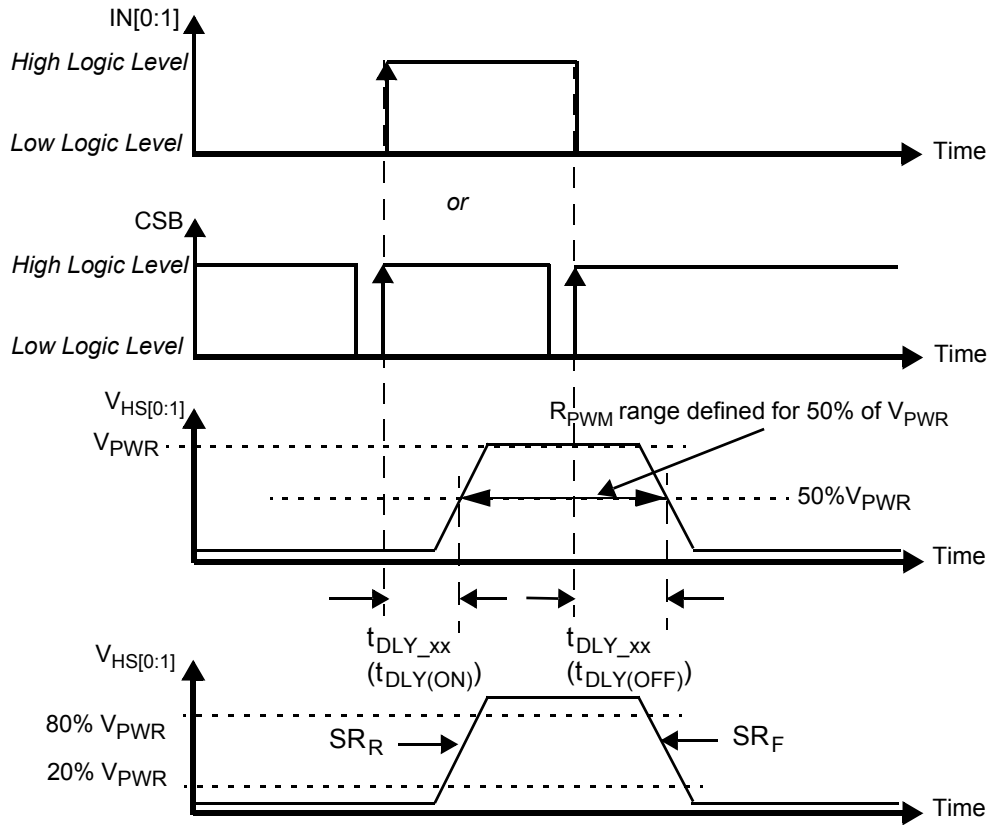 IN[0:1]
High Logic Level
Low Logic Level
Time
or
CSB
High Logic Level
Low Logic Level
Time
VHS[0:1]
RPWM range defined for 50% of VPWR
VPWR
50%VPWR
Time
tDLY_xx
(tDLY(ON))
tDLY_xx
(tDLY(OFF))
VHS[0:1]
80% VPWR
SRR
SRF
20% VPWR
Time